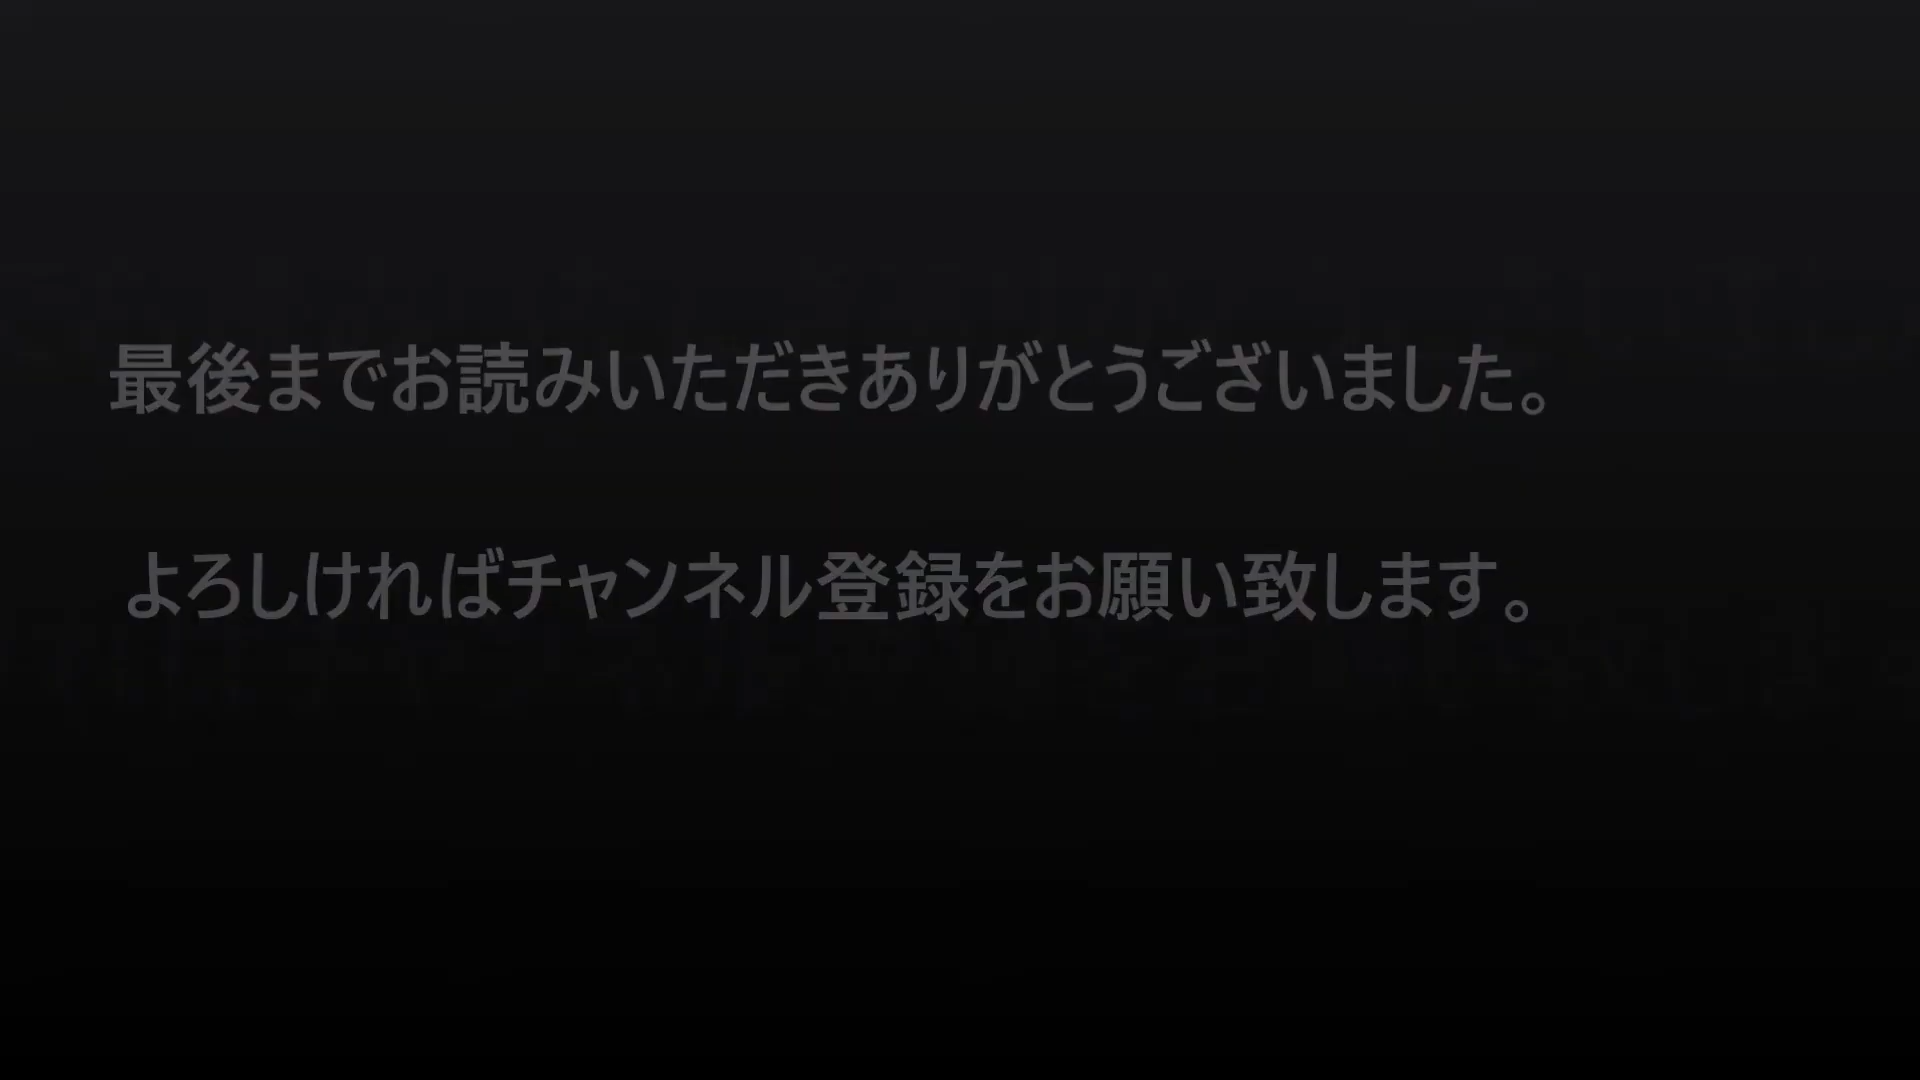 最後までお読みいただきありがとうございました。
よろしければチャンネル登録をお願い致します。